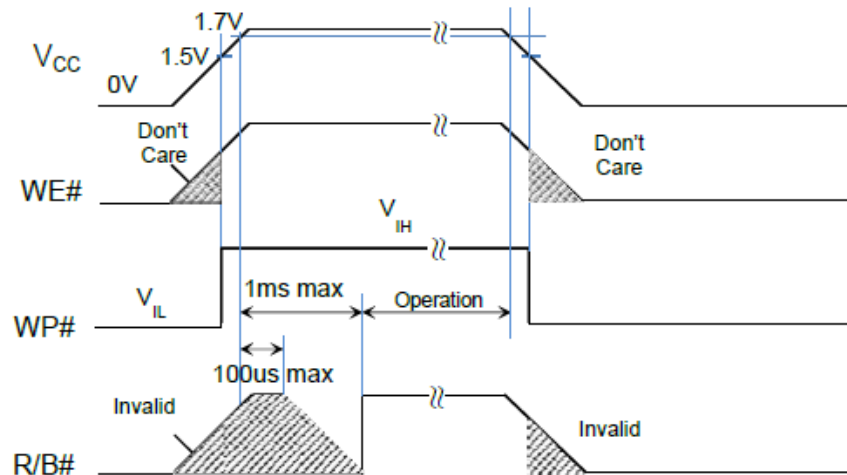 1.7V
1.5V
VCC
0V
Don't
Care
Don't
Care
WE#
VIH
VIL
1ms max
Operation
WP#
100us max
Invalid
Invalid
R/B#